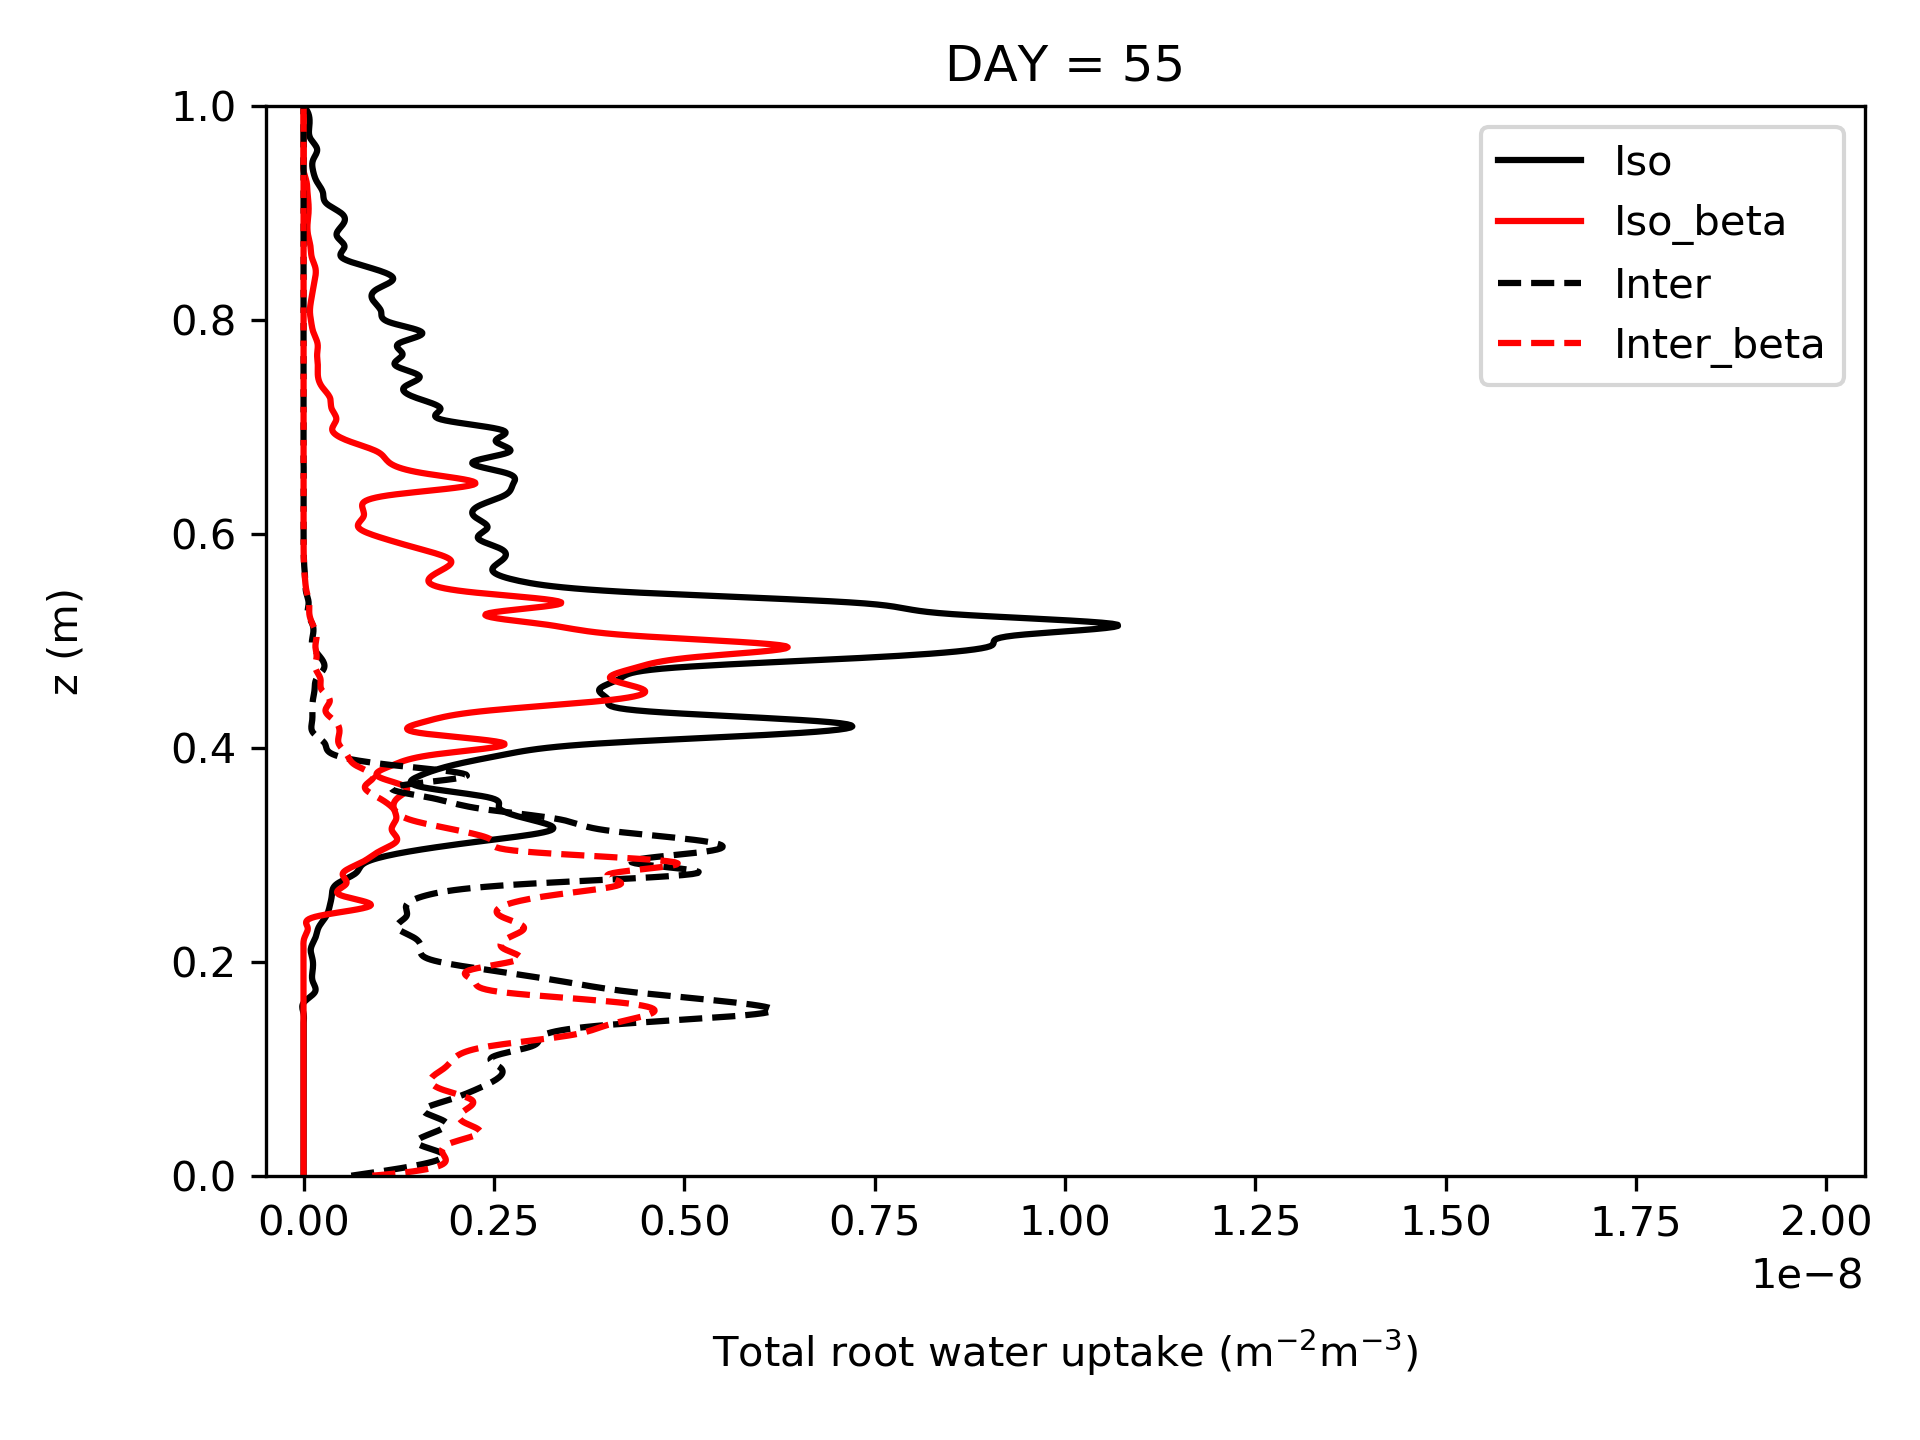 DAY = 55
1.0
0.8
0.6
0.4
0.2
0.0
z (m)
Iso
Iso_beta
Inter
Inter_beta
0.00 0.25 0.50 0.75 1.00 1.25 1.50 1.75 2.00
1e−8
Total root water uptake (m⁻²m⁻³)